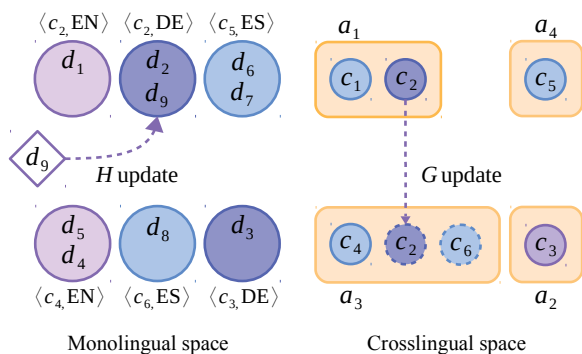 ⟨c₂,EN⟩ ⟨c₂,DE⟩ ⟨c₅,ES⟩
a₁ a₄
d₁ d₂ d₆
d₉ d₇
c₁ c₂ c₅
d₉
H update
G update
d₅ d₈ d₃
d₄
c₄ c₂ c₆ c₃
⟨c₄,EN⟩ ⟨c₆,ES⟩ ⟨c₃,DE⟩
a₃ a₂
Monolingual space
Crosslingual space